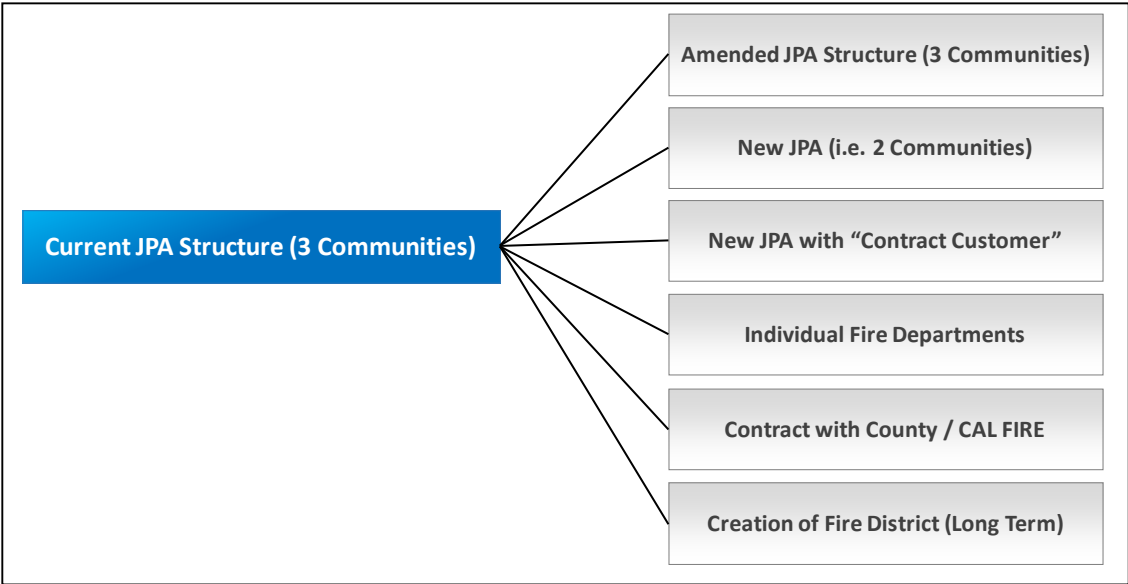 Amended JPA Structure (3 Communities)
New JPA (i.e. 2 Communities)
Current JPA Structure (3 Communities)
New JPA with “Contract Customer”
Individual Fire Departments
Contract with County / CAL FIRE
Creation of Fire District (Long Term)